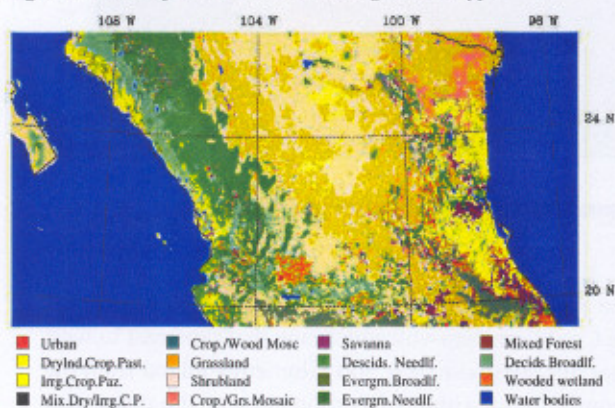 108 W 104 W 100 W 98 W
24 N
20 N
Urban Crop./Wood Mosc Savanna Mixed Forest
Drylnd.Crop.Past. Grassland Descids. Needlf. Decids.Broadlf.
Irrg.Crop.Paz. Shrubland Evergrn.Broadlf. Wooded wetland
Mix.Dry/Irrg.C.P. Crop./Grs.Mosaic Evergrn.Needlf. Water bodies